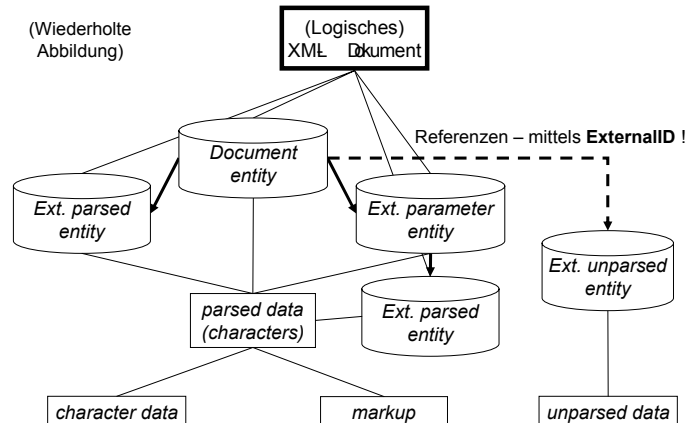 (Wiederholte
Abbildung)
(Logisches)
XML- Dokument
Document
entity
Referenzen – mittels ExternalID !
Ext. parsed
entity
Ext. parameter
entity
Ext. unparsed
entity
parsed data
(characters)
Ext. parsed
entity
character data
markup
unparsed data